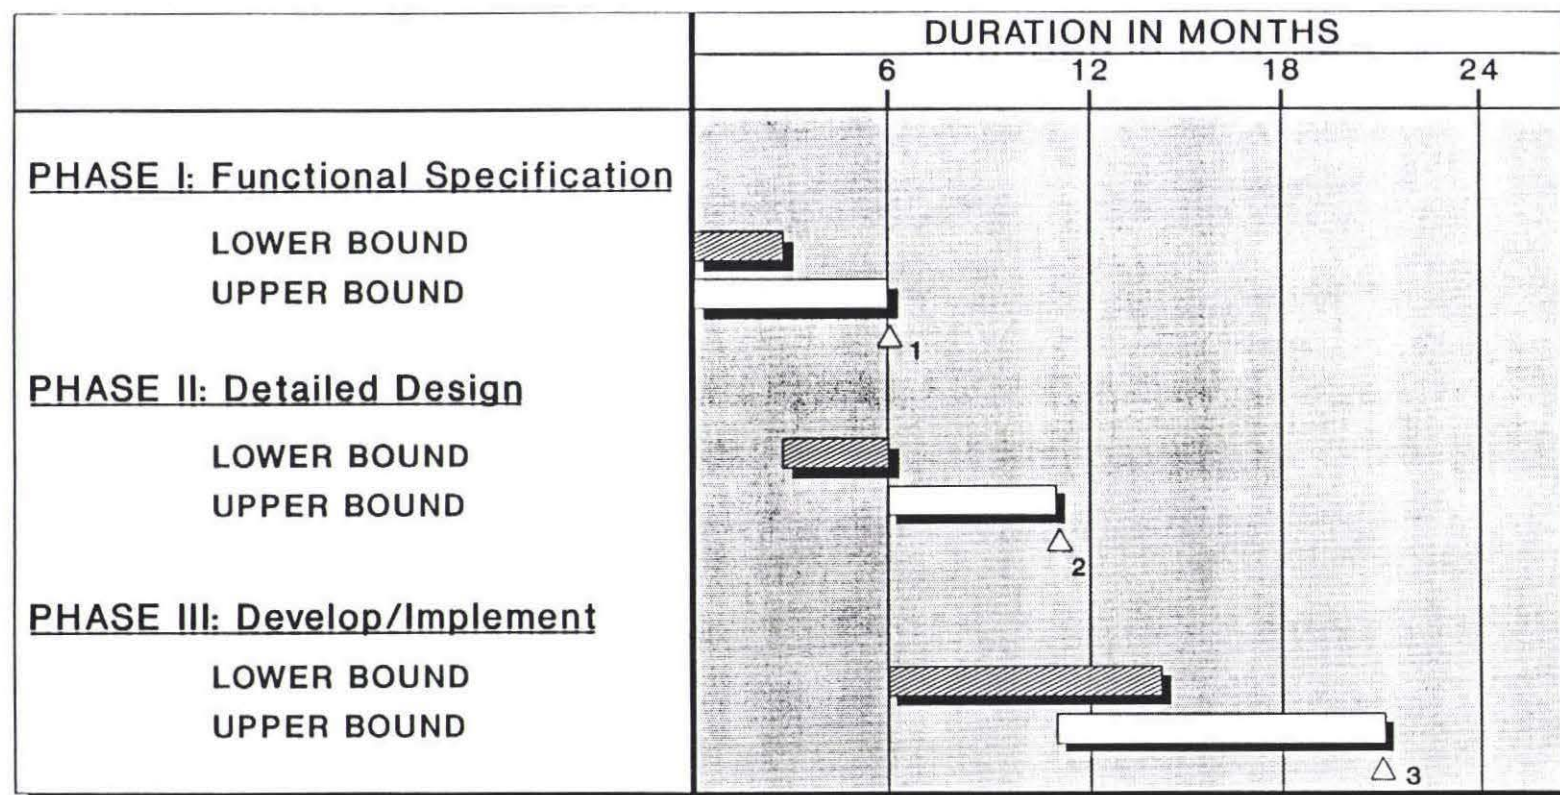 DURATION IN MONTHS
6 12 18 24
PHASE I: Functional Specification
LOWER BOUND
UPPER BOUND
1
PHASE II: Detailed Design
LOWER BOUND
UPPER BOUND
2
PHASE III: Develop/Implement
LOWER BOUND
UPPER BOUND
3